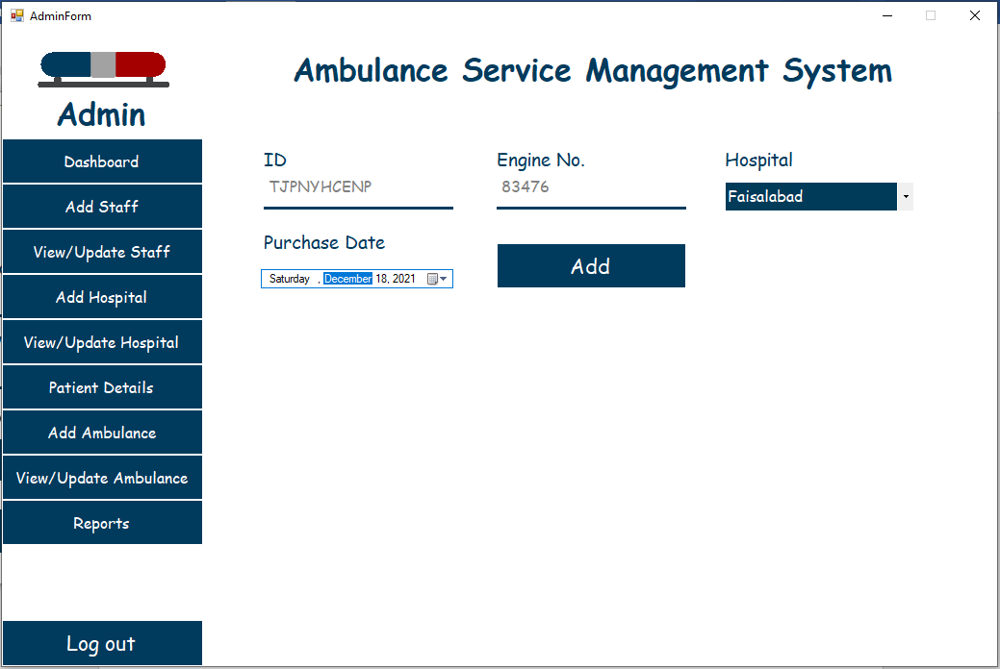 AdminForm
Ambulance Service Management System
Admin
Dashboard
Add Staff
View/Update Staff
Add Hospital
View/Update Hospital
Patient Details
Add Ambulance
View/Update Ambulance
Reports
Log out
ID
TJPNYHCENP
Engine No.
83476
Hospital
Faisalabad
Purchase Date
Saturday , December 18, 2021
Add